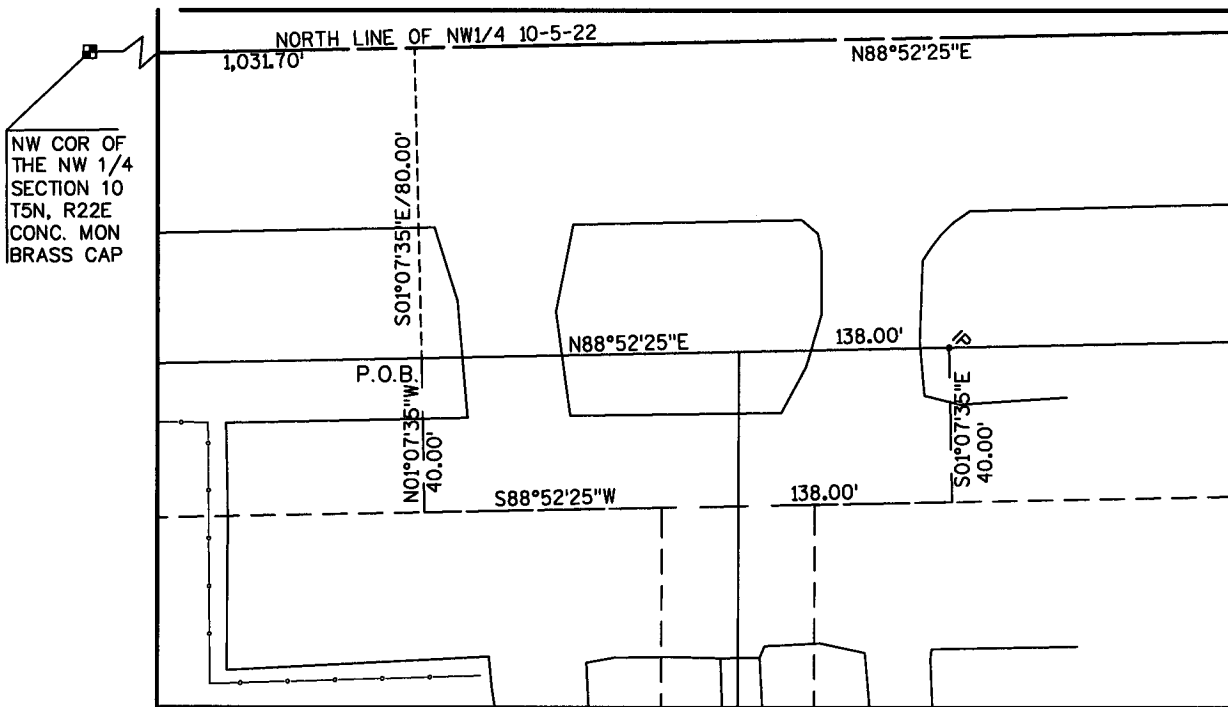 NORTH LINE OF NW1/4 10-5-22
1,031.70'
N88°52'25"E
NW COR OF
THE NW 1/4
SECTION 10
T5N, R22E
CONC. MON
BRASS CAP
S01°07'35"E/80.00'
N88°52'25"E
138.00'
IP
P.O.B.
N01°07'35"W
40.00'
S01°07'35"E
40.00'
S88°52'25"W
138.00'